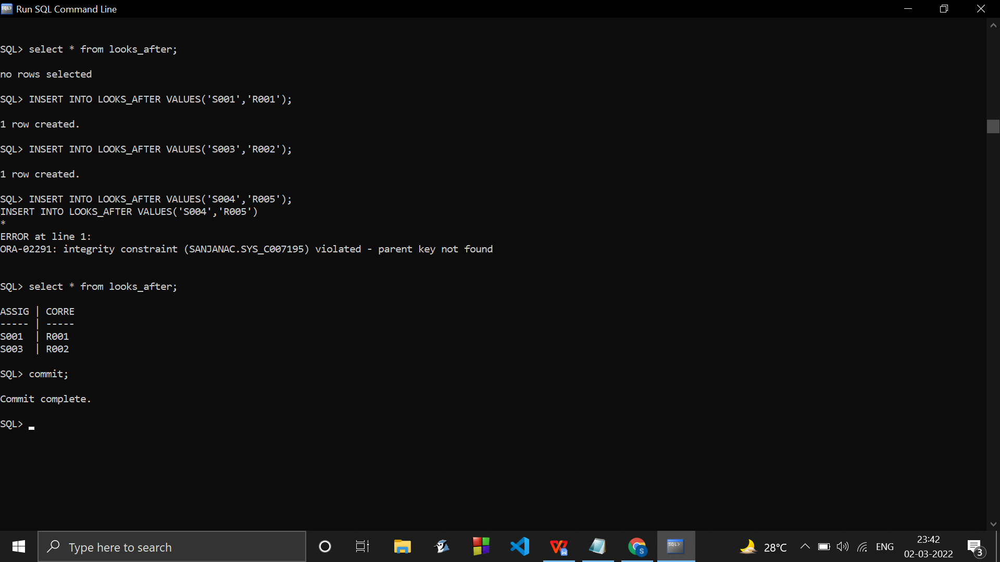 Run SQL Command Line
SQL> select * from looks_after;
no rows selected
SQL> INSERT INTO LOOKS_AFTER VALUES('S001','R001');
1 row created.
SQL> INSERT INTO LOOKS_AFTER VALUES('S003','R002');
1 row created.
SQL> INSERT INTO LOOKS_AFTER VALUES('S004','R005');
INSERT INTO LOOKS_AFTER VALUES('S004','R005')
*
ERROR at line 1:
ORA-02291: integrity constraint (SANJANAC.SYS_C007195) violated - parent key not found
SQL> select * from looks_after;
ASSIG | CORRE
----- | -----
S001  | R001
S003  | R002
SQL> commit;
Commit complete.
SQL>
Type here to search
28°C
ENG
23:42
02-03-2022
3